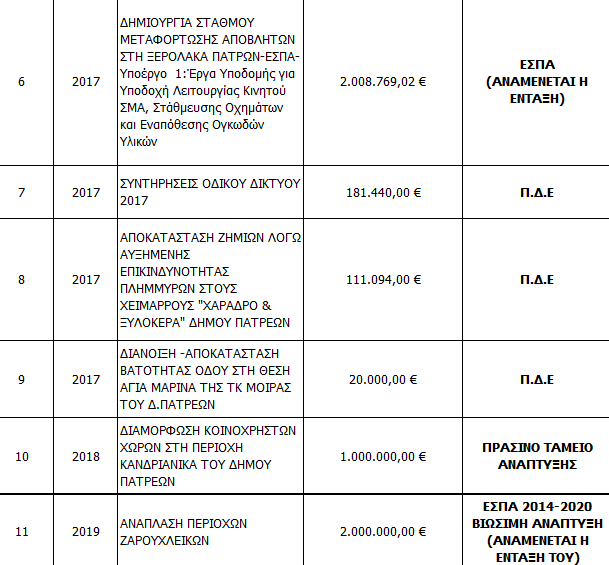 6
2017
ΔΗΜΙΟΥΡΓΙΑ ΣΤΑΘΜΟΥ
ΜΕΤΑΦΟΡΤΩΣΗΣ ΑΠΟΒΛΗΤΩΝ
ΣΤΗ ΞΕΡΟΛΑΚΑ ΠΑΤΡΩΝ-ΕΣΠΑ-
Υποέργο 1:Έργα Υποδομής για
Υποδοχή Λειτουργίας Κινητού
ΣΜΑ, Στάθμευσης Οχημάτων
και Εναπόθεσης Ογκωδών
Υλικών
2.008.769,02 €
ΕΣΠΑ
(ΑΝΑΜΕΝΕΤΑΙ Η
ΕΝΤΑΞΗ)
7
2017
ΣΥΝΤΗΡΗΣΕΙΣ ΟΔΙΚΟΥ ΔΙΚΤΥΟΥ
2017
181.440,00 €
Π.Δ.Ε
8
2017
ΑΠΟΚΑΤΑΣΤΑΣΗ ΖΗΜΙΩΝ ΛΟΓΩ
ΑΥΞΗΜΕΝΗΣ
ΕΠΙΚΙΝΔΥΝΟΤΗΤΑΣ
ΠΛΗΜΜΥΡΩΝ ΣΤΟΥΣ
ΧΕΙΜΑΡΡΟΥΣ "ΧΑΡΑΔΡΟ &
ΞΥΛΟΚΕΡΑ" ΔΗΜΟΥ ΠΑΤΡΕΩΝ
111.094,00 €
Π.Δ.Ε
9
2017
ΔΙΑΝΟΙΞΗ -ΑΠΟΚΑΤΑΣΤΑΣΗ
ΒΑΤΟΤΗΤΑΣ ΟΔΟΥ ΣΤΗ ΘΕΣΗ
ΑΓΙΑ ΜΑΡΙΝΑ ΤΗΣ ΤΚ ΜΟΙΡΑΣ
ΤΟΥ Δ.ΠΑΤΡΕΩΝ
20.000,00 €
Π.Δ.Ε
10
2018
ΔΙΑΜΟΡΦΩΣΗ ΚΟΙΝΟΧΡΗΣΤΩΝ
ΧΩΡΩΝ ΣΤΗ ΠΕΡΙΟΧΗ
ΚΑΝΔΡΙΑΝΙΚΑ ΤΟΥ ΔΗΜΟΥ
ΠΑΤΡΕΩΝ
1.000.000,00 €
ΠΡΑΣΙΝΟ ΤΑΜΕΙΟ
ΑΝΑΠΤΥΞΗΣ
11
2019
ΑΝΑΠΛΑΣΗ ΠΕΡΙΟΧΩΝ
ΖΑΡΟΥΧΛΕΙΚΩΝ
2.000.000,00 €
ΕΣΠΑ 2014-2020
ΒΙΩΣΙΜΗ ΑΝΑΠΤΥΞΗ
(ΑΝΑΜΕΝΕΤΑΙ Η
ΕΝΤΑΞΗ ΤΟΥ)